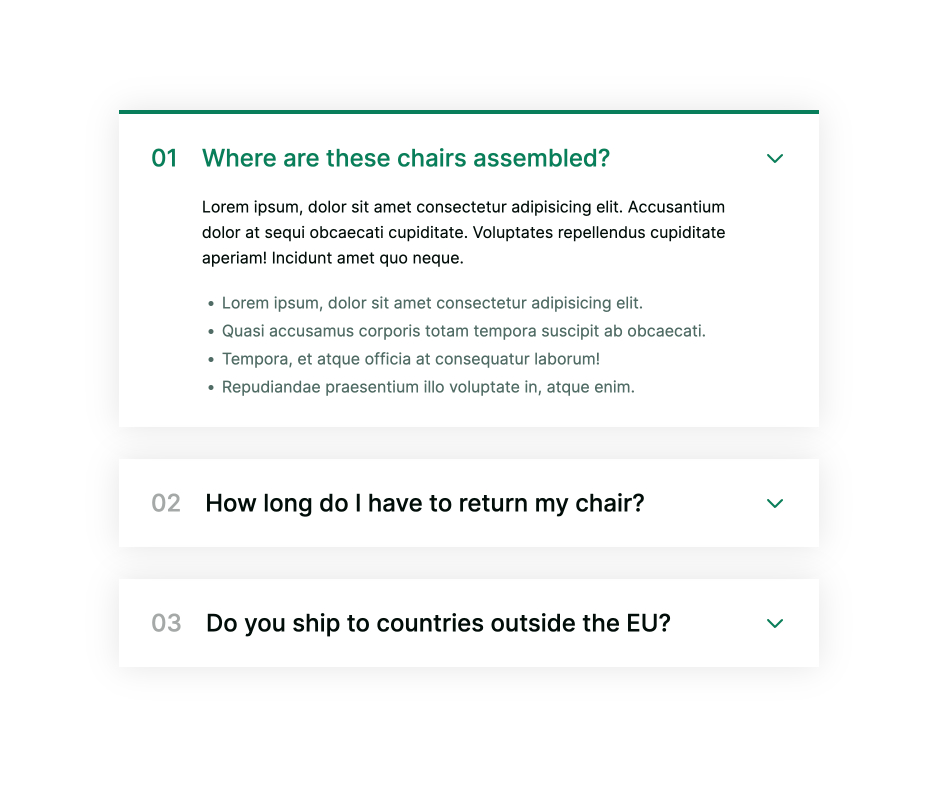 01 Where are these chairs assembled?
Lorem ipsum, dolor sit amet consectetur adipisicing elit. Accusantium
dolor at sequi obcaecati cupiditate. Voluptates repellendus cupiditate
aperiam! Incidunt amet quo neque.
• Lorem ipsum, dolor sit amet consectetur adipisicing elit.
• Quasi accusamus corporis totam tempora suscipit ab obcaecati.
• Tempora, et atque officia at consequatur laborum!
• Repudiandae praesentium illo voluptate in, atque enim.
02 How long do I have to return my chair?
03 Do you ship to countries outside the EU?